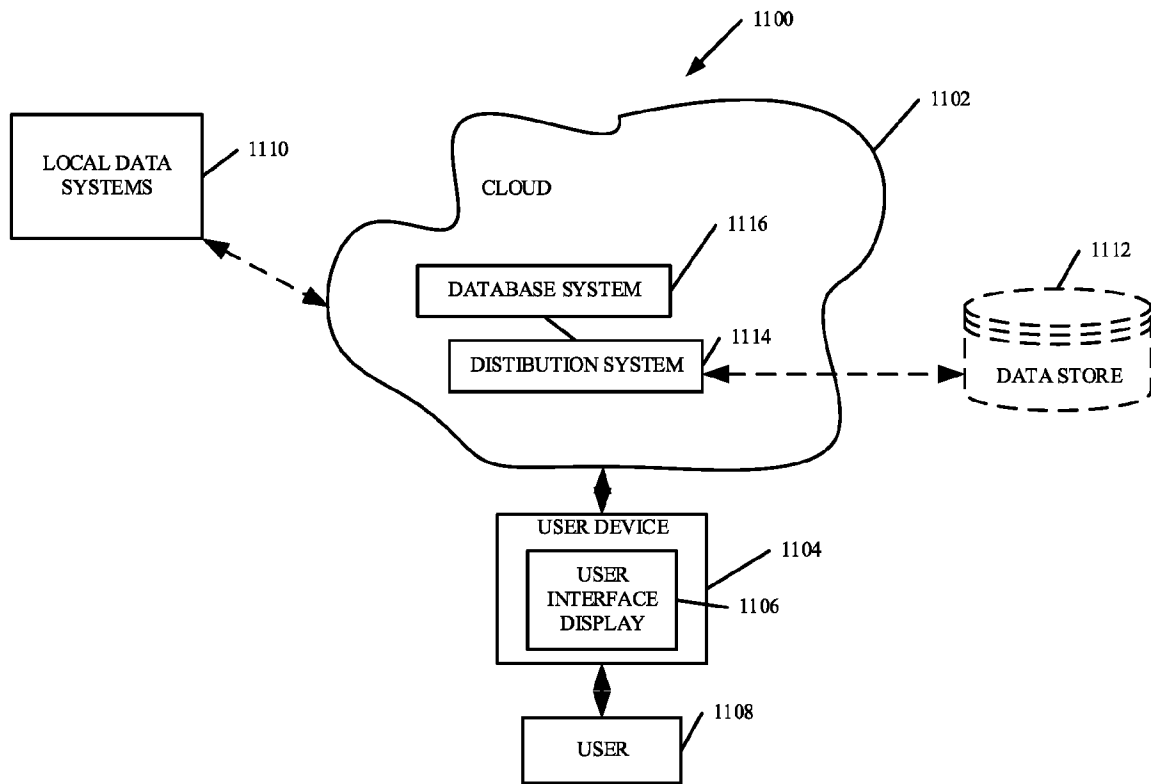 1100
1102
LOCAL DATA
SYSTEMS
1110
CLOUD
1116
DATABASE SYSTEM
1112
1114
DISTIBUTION SYSTEM
DATA STORE
USER DEVICE
1104
USER
INTERFACE
DISPLAY
1106
1108
USER